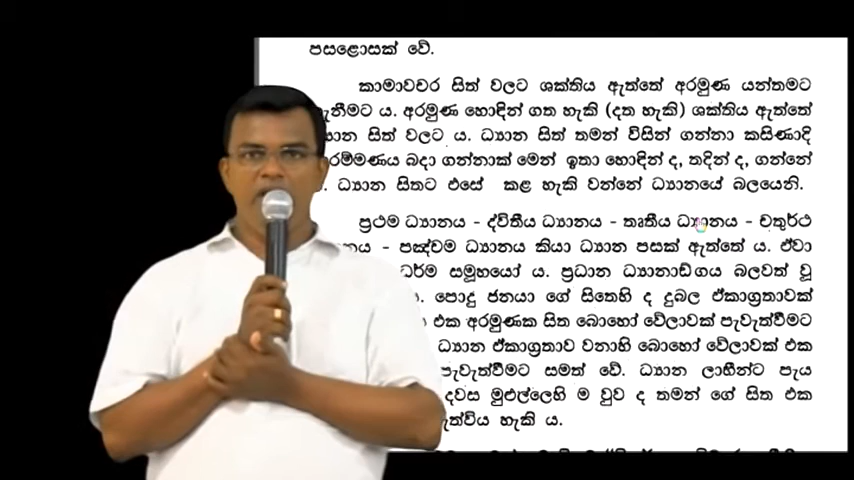 පසළොසක් වේ.
කාමාවචර සිත් වලට ශක්තිය ඇත්තේ අරමුණ යන්තමට
ගැනීමට ය. අරමුණ හොඳින් ගත හැකි (දත හැකි) ශක්තිය ඇත්තේ
සිත් වලට ය. ධ්‍යාන සිත් තමන් විසින් ගන්නා කසිණාදි
බදා ගන්නාක් මෙන් ඉතා හොඳින් ද, තදින් ද, ගන්නේ
ධ්‍යාන සිතට එසේ කළ හැකි වන්නේ ධ්‍යානයේ බලයෙනි.
ප්‍රථම ධ්‍යානය - ද්විතීය ධ්‍යානය - තෘතීය ධ්‍යානය - චතුර්ථ
- පඤ්චම ධ්‍යානය කියා ධ්‍යාන පසක් ඇත්තේ ය. ඒවා
ධර්ම සමූහයෝ ය. ප්‍රධාන ධ්‍යානාඞ්ගය බලවත් වූ
පොදු ජනයා ගේ සිතෙහි ද දුබල ඒකාග්‍රතාවක්
එක අරමුණක සිත බොහෝ වේලාවක් පැවැත්වීමට
ධ්‍යාන ඒකාග්‍රතාව වනාහි බොහෝ වේලාවක් එක
පැවැත්වීමට සමත් වේ. ධ්‍යාන ලාභීන්ට පැය
දවස මුළුල්ලෙහි ම වුව ද තමන් ගේ සිත එක
හැකි ය.